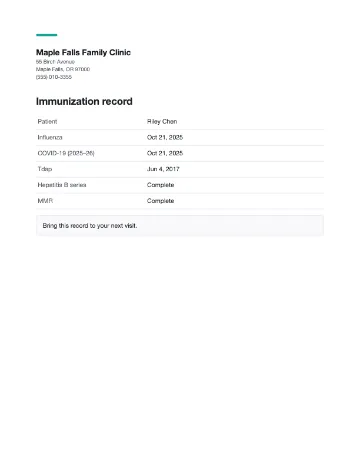 Maple Falls Family Clinic
55 Birch Avenue
Maple Falls, OR 97000
(555) 010-3355
Immunization record
Patient Riley Chen
Influenza Oct 21, 2025
COVID-19 (2025–26) Oct 21, 2025
Tdap Jun 4, 2017
Hepatitis B series Complete
MMR Complete
Bring this record to your next visit.